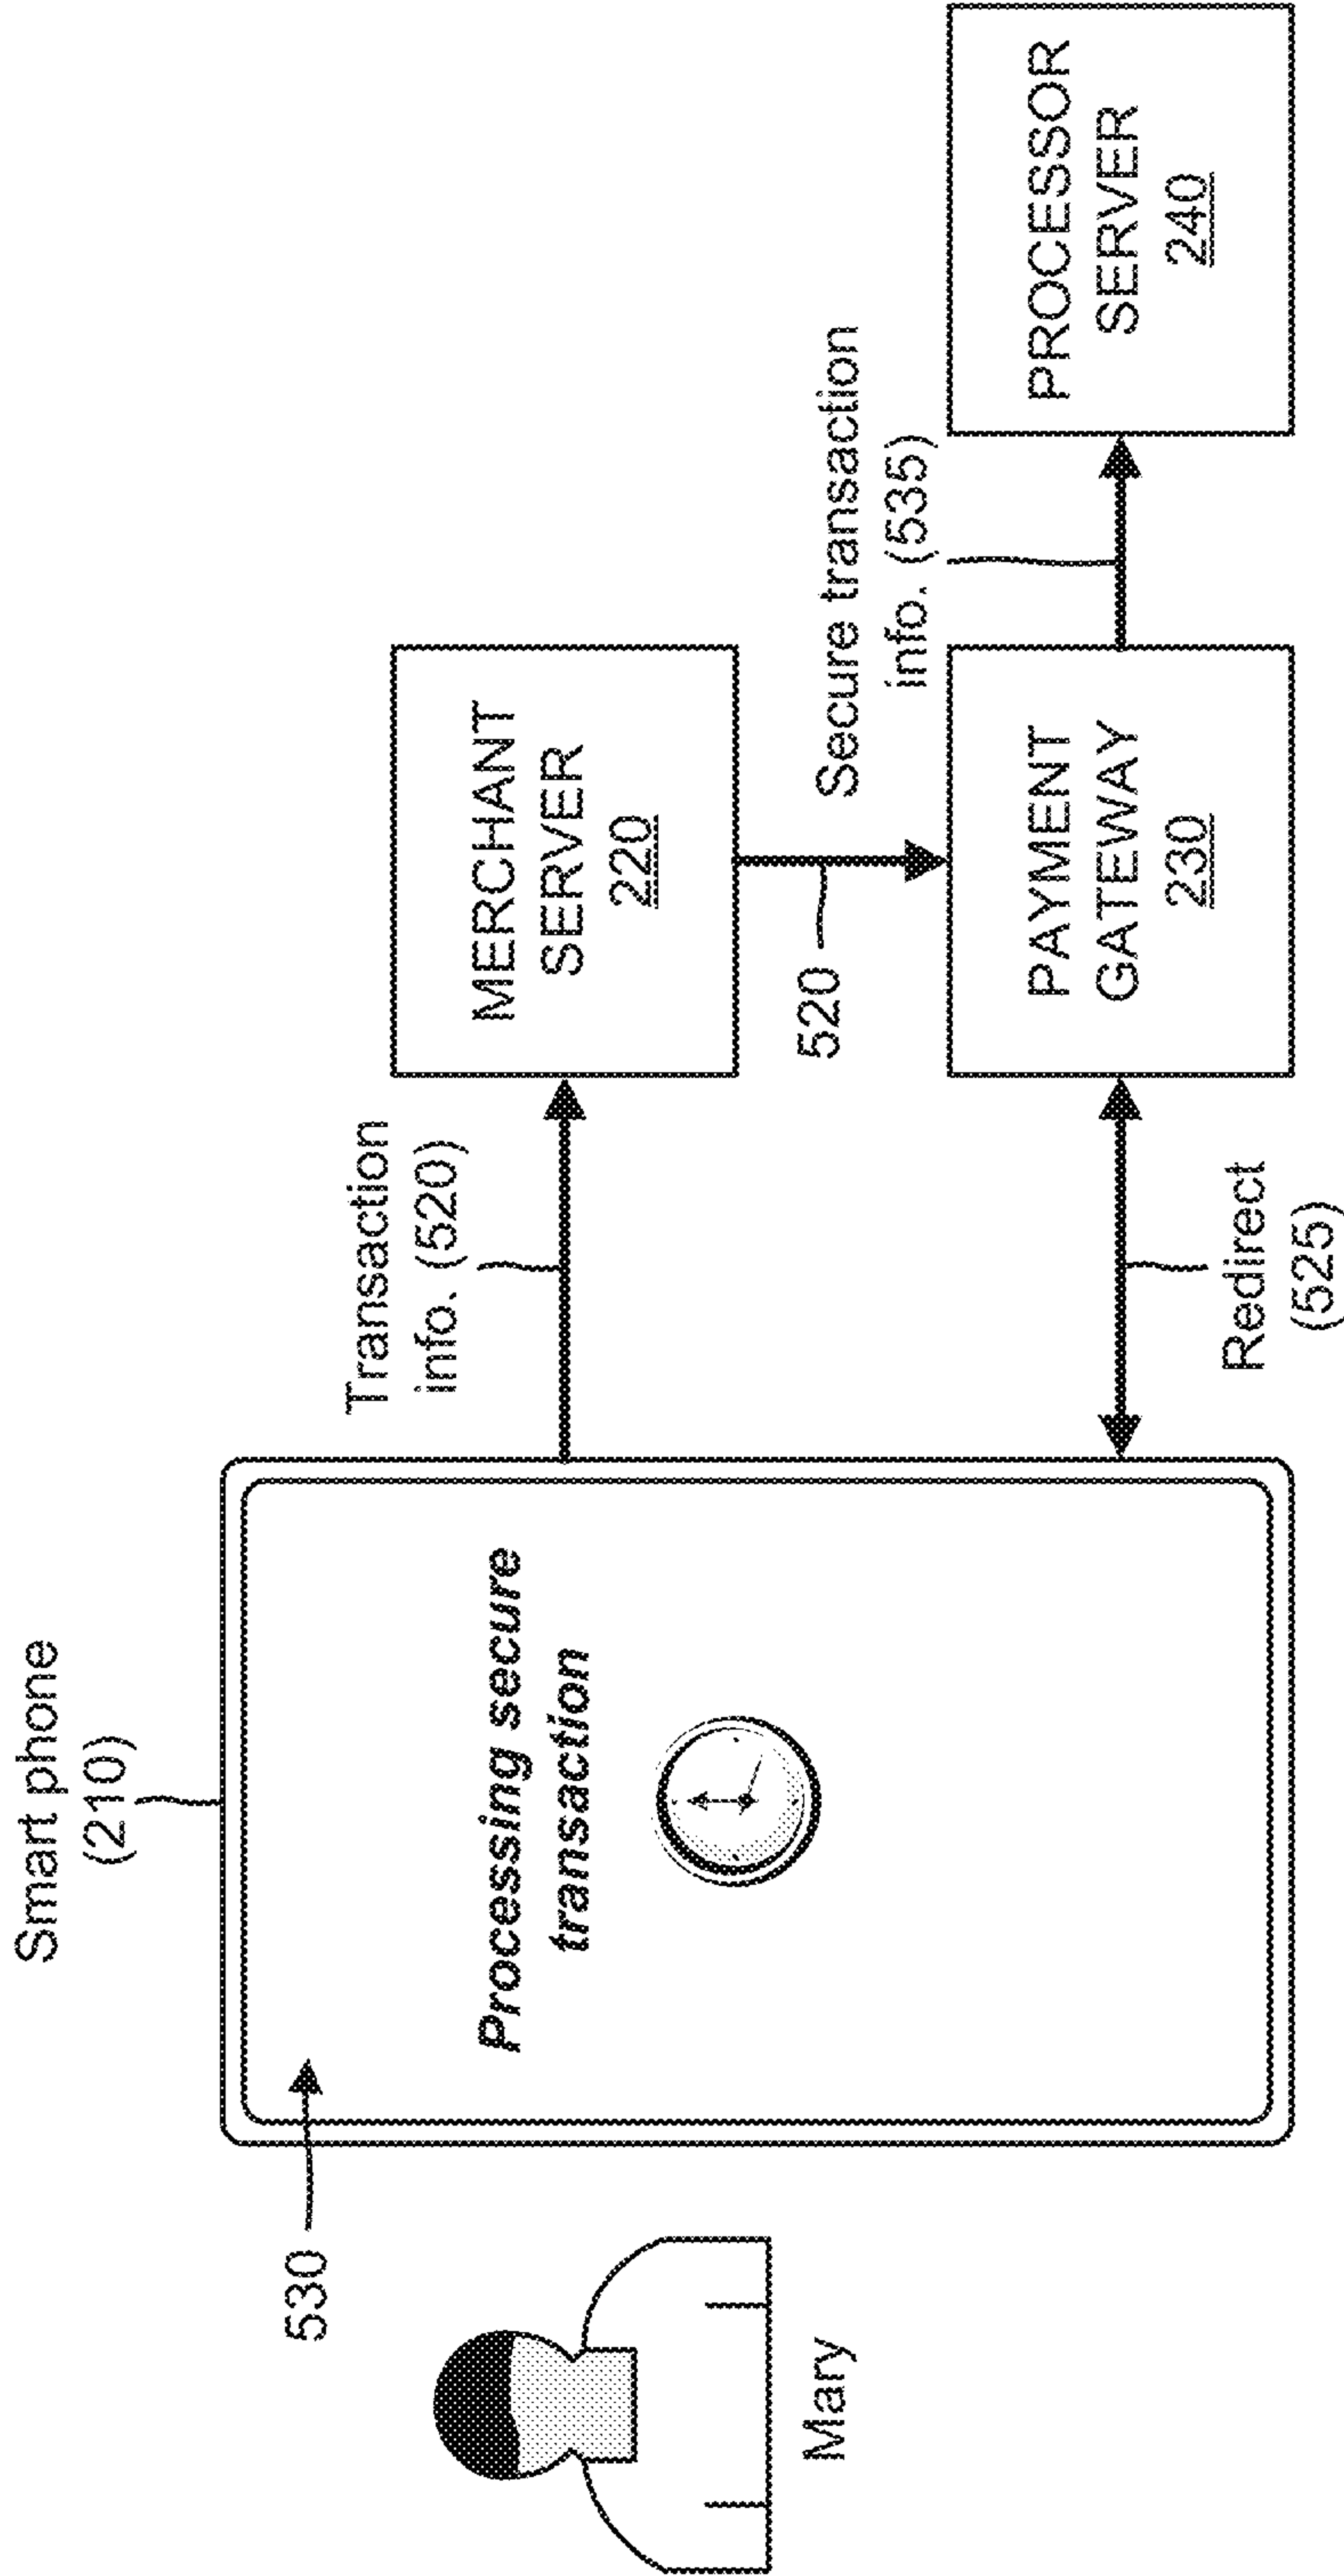 Smart phone
(210)
530
Processing secure
transaction
Mary
Transaction
info. (520)
MERCHANT
SERVER
220
520
Secure transaction
info. (535)
Redirect
(525)
PAYMENT
GATEWAY
230
PROCESSOR
SERVER
240